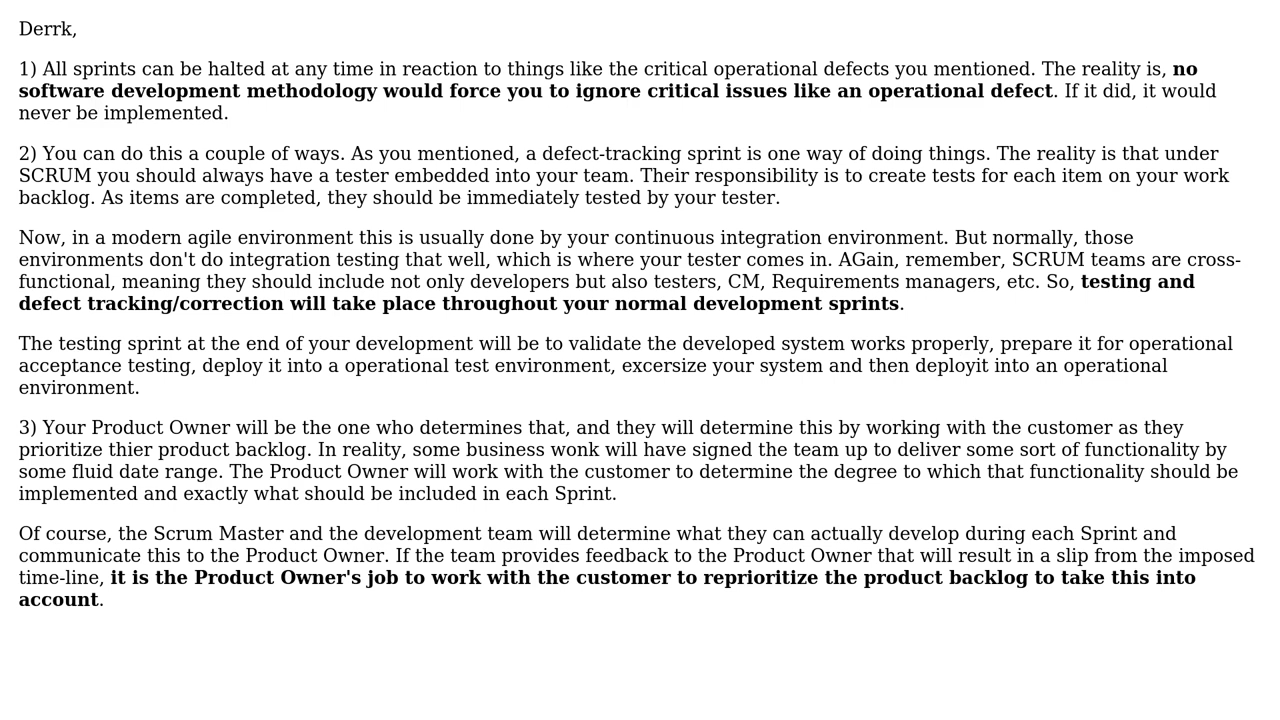 Derrk,
1) All sprints can be halted at any time in reaction to things like the critical operational defects you mentioned. The reality is, no
software development methodology would force you to ignore critical issues like an operational defect. If it did, it would
never be implemented.
2) You can do this a couple of ways. As you mentioned, a defect-tracking sprint is one way of doing things. The reality is that under
SCRUM you should always have a tester embedded into your team. Their responsibility is to create tests for each item on your work
backlog. As items are completed, they should be immediately tested by your tester.
Now, in a modern agile environment this is usually done by your continuous integration environment. But normally, those
environments don't do integration testing that well, which is where your tester comes in. AGain, remember, SCRUM teams are cross-
functional, meaning they should include not only developers but also testers, CM, Requirements managers, etc. So, testing and
defect tracking/correction will take place throughout your normal development sprints.
The testing sprint at the end of your development will be to validate the developed system works properly, prepare it for operational
acceptance testing, deploy it into a operational test environment, excersize your system and then deployit into an operational
environment.
3) Your Product Owner will be the one who determines that, and they will determine this by working with the customer as they
prioritize thier product backlog. In reality, some business wonk will have signed the team up to deliver some sort of functionality by
some fluid date range. The Product Owner will work with the customer to determine the degree to which that functionality should be
implemented and exactly what should be included in each Sprint.
Of course, the Scrum Master and the development team will determine what they can actually develop during each Sprint and
communicate this to the Product Owner. If the team provides feedback to the Product Owner that will result in a slip from the imposed
time-line, it is the Product Owner's job to work with the customer to reprioritize the product backlog to take this into
account.